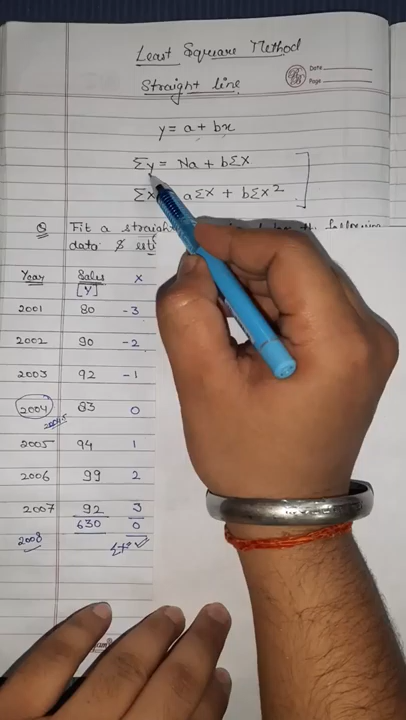 Least Square Method
Straight line
Date
Page
y = a + bx
Σy = Na + bΣx
Σx aΣx + bΣx²
Q Fit a straight following
data &
Year Sales x
[Y]
2001 80 -3
2002 90 -2
2003 92 -1
2004 83 0
2005 94 1
2006 99 2
2007 92 3
630 0
2008